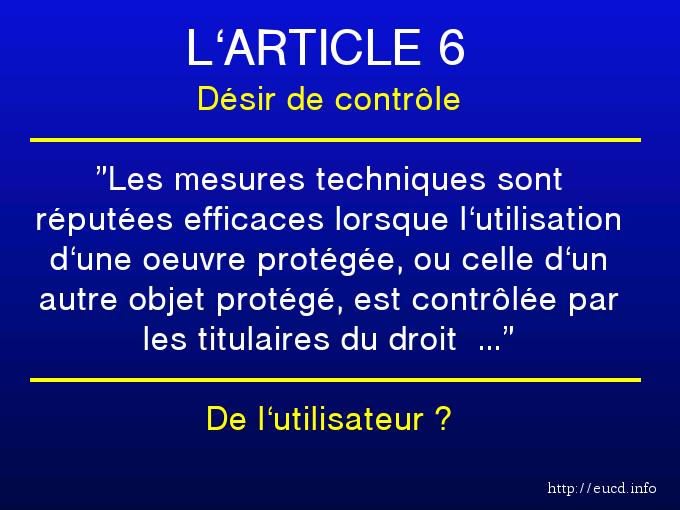 L‘ARTICLE 6
Désir de contrôle
”Les mesures techniques sont
réputées efficaces lorsque l‘utilisation
d‘une oeuvre protégée, ou celle d‘un
autre objet protégé, est contrôlée par
les titulaires du droit  ...”
De l‘utilisateur ?
http://eucd.info